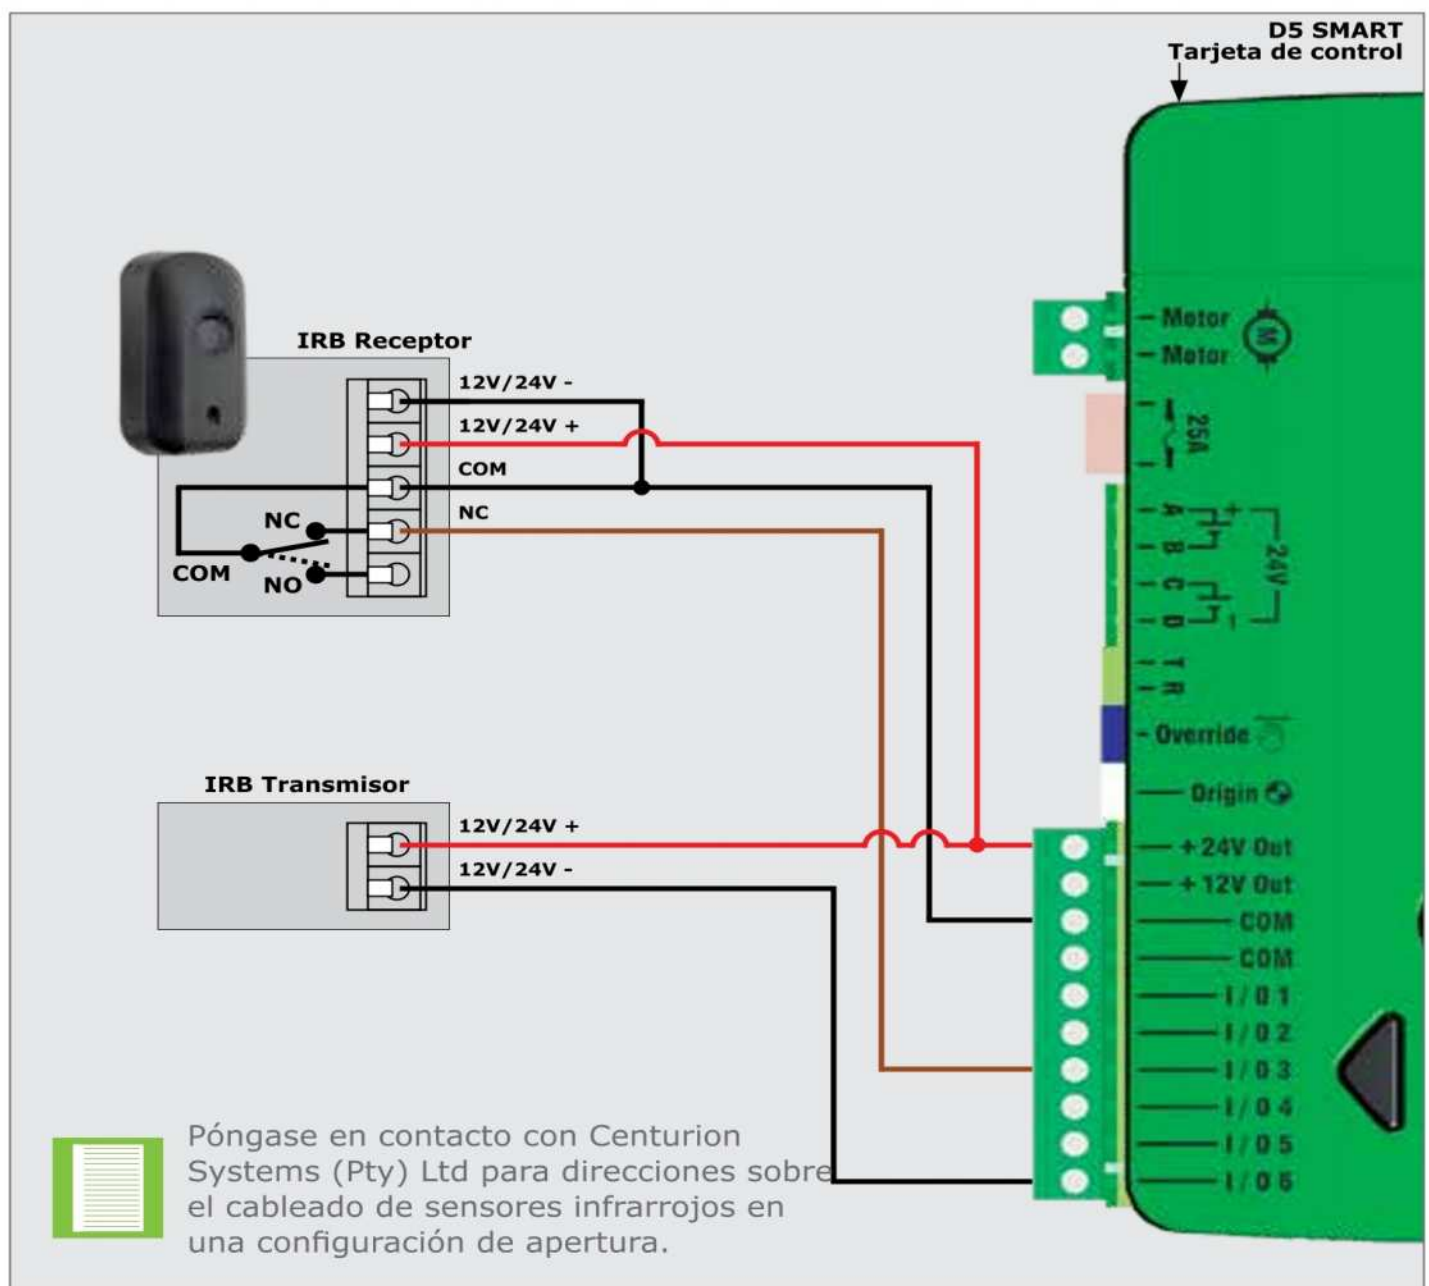 D5 SMART
Tarjeta de control
IRB Receptor
12V/24V -
12V/24V +
COM
NC
NC
COM
NO
IRB Transmisor
12V/24V +
12V/24V -
Motor
Motor
M
25A
A +
B
C
D -
24V
T
R
Override
Origin
+ 24V Out
+ 12V Out
COM
COM
I / O 1
I / O 2
I / O 3
I / O 4
I / O 5
I / O 6
Póngase en contacto con Centurion
Systems (Pty) Ltd para direcciones sobre
el cableado de sensores infrarrojos en
una configuración de apertura.